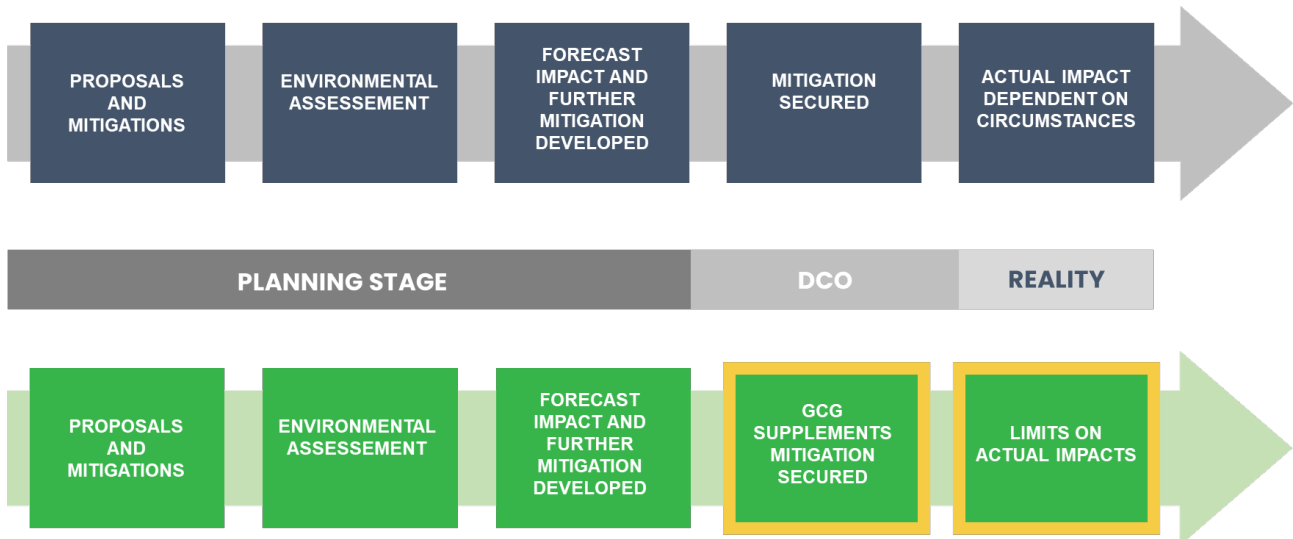 PROPOSALS
AND
MITIGATIONS
ENVIRONMENTAL
ASSESSEMENT
FORECAST
IMPACT AND
FURTHER
MITIGATION
DEVELOPED
MITIGATION
SECURED
ACTUAL IMPACT
DEPENDENT ON
CIRCUMSTANCES
PLANNING STAGE
DCO
REALITY
PROPOSALS
AND
MITIGATIONS
ENVIRONMENTAL
ASSESSEMENT
FORECAST
IMPACT AND
FURTHER
MITIGATION
DEVELOPED
GCG
SUPPLEMENTS
MITIGATION
SECURED
LIMITS ON
ACTUAL IMPACTS